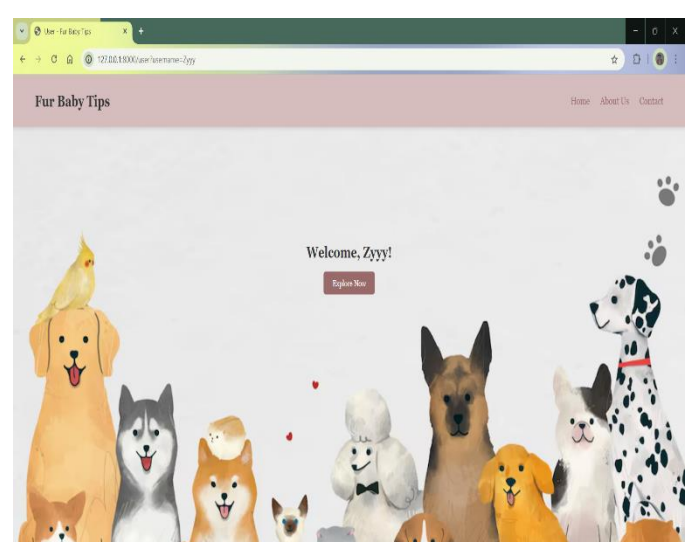 User - Fur Baby Tips
127.0.0.1:8000/user?username=Zyyy
Fur Baby Tips
Home About Us Contact
Welcome, Zyyy!
Explore Now